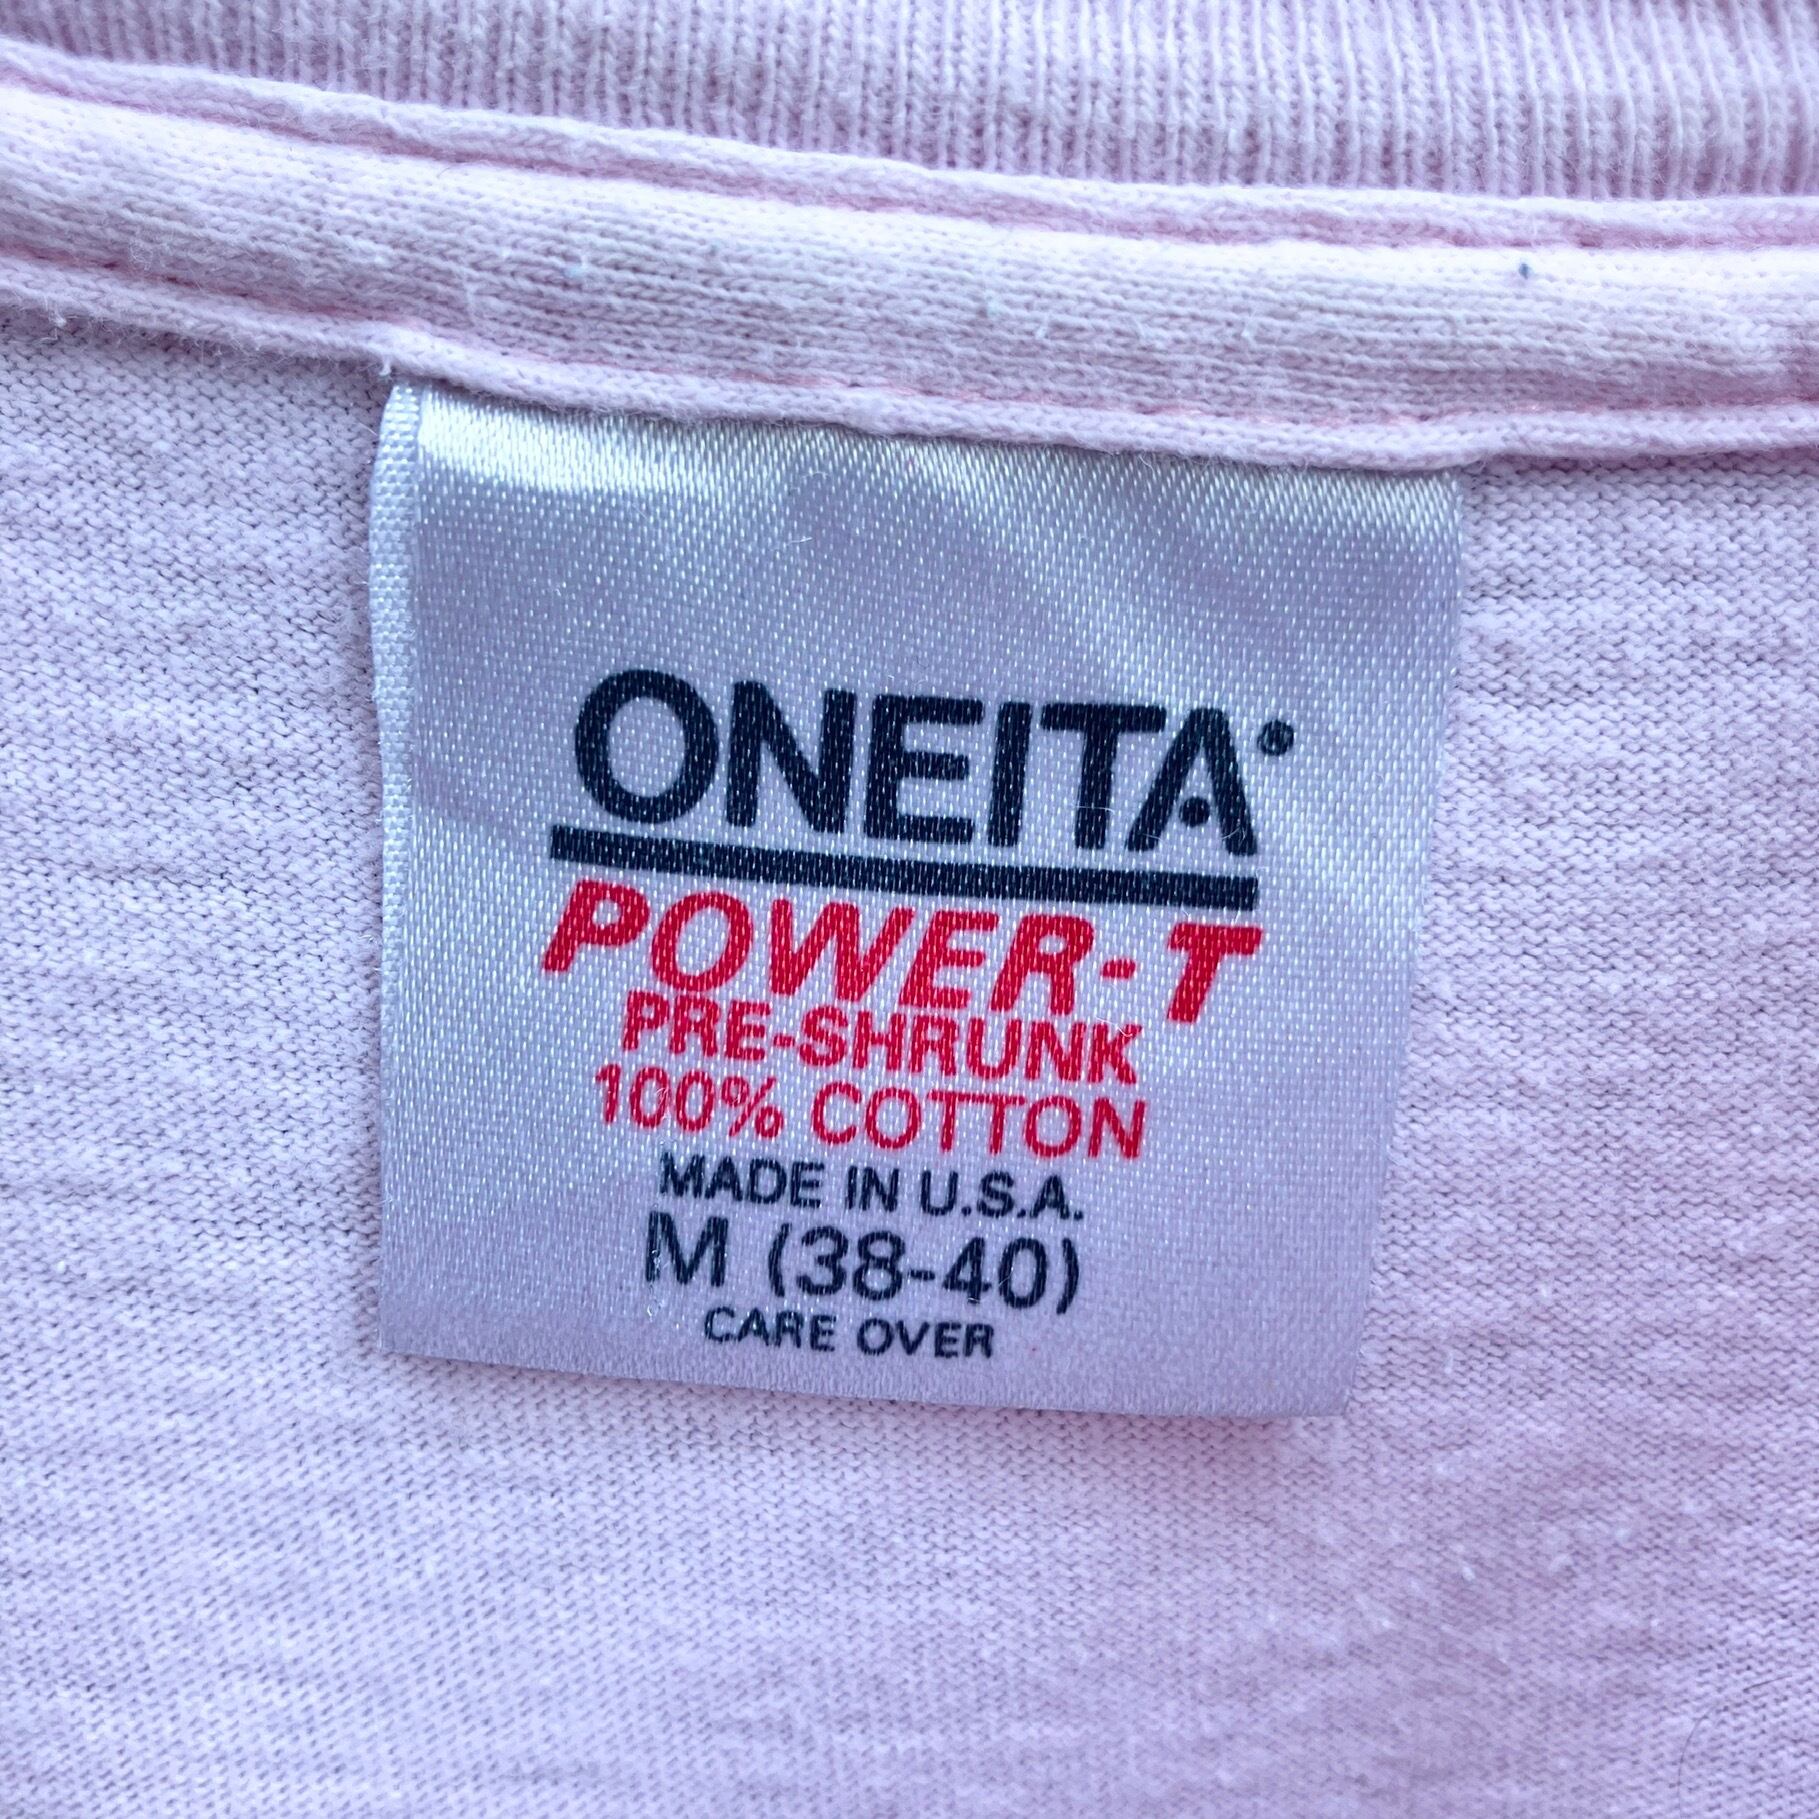 ONEITA
POWER-T
PRE-SHRUNK
100% COTTON
MADE IN U.S.A.
M (38-40)
CARE OVER